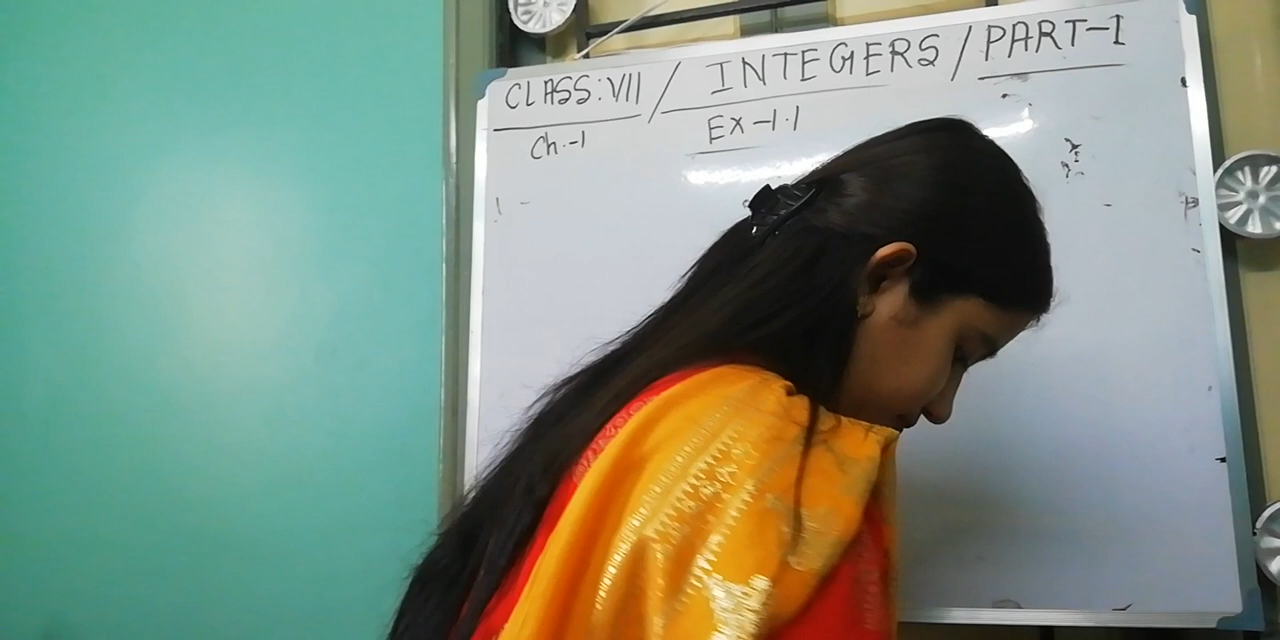 CLASS:VII / INTEGERS / PART-1
Ch.-1 Ex-1.1